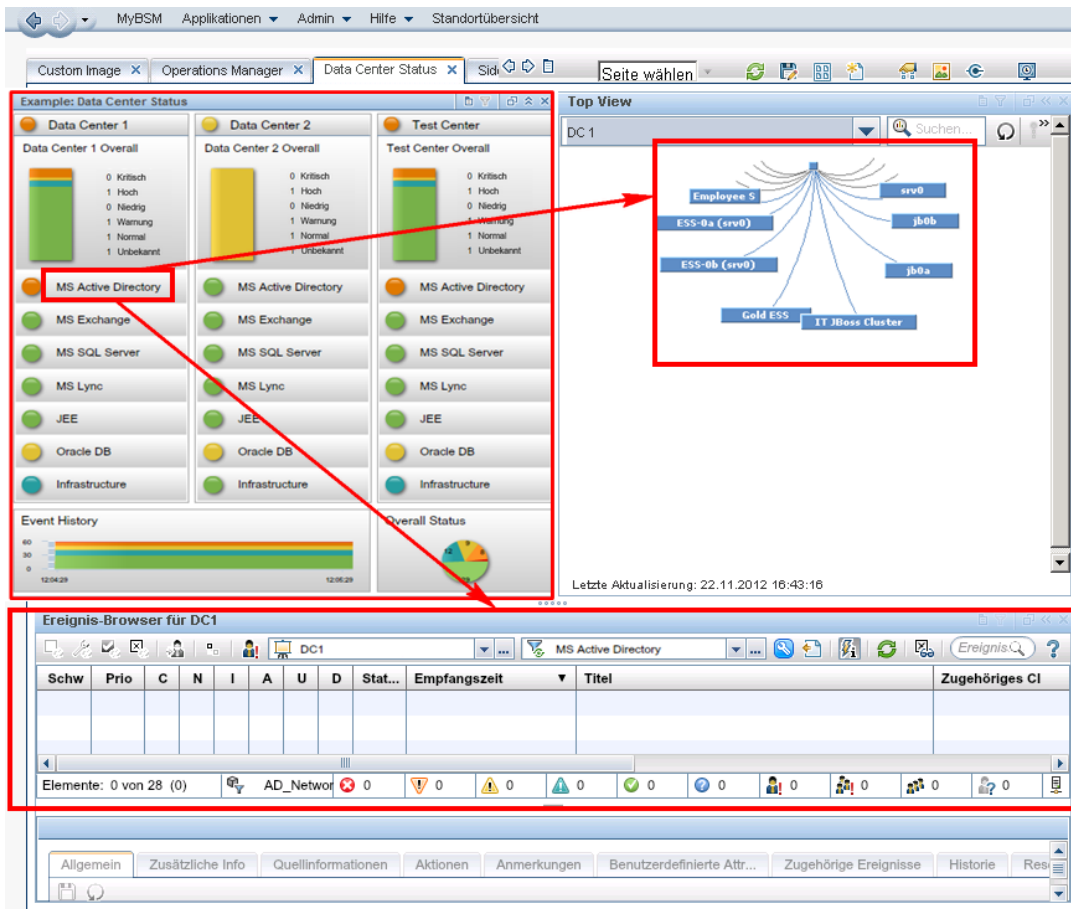 MyBSM Applikationen Admin Hilfe Standortübersicht
Custom Image Operations Manager Data Center Status Seite wählen
Example: Data Center Status
Data Center 1 Data Center 2 Test Center
Data Center 1 Overall Data Center 2 Overall Test Center Overall
0 Kritisch 0 Kritisch 0 Kritisch
1 Hoch 1 Hoch 1 Hoch
0 Niedrig 0 Niedrig 0 Niedrig
1 Warnung 1 Warnung 1 Warnung
1 Normal 1 Normal 1 Normal
1 Unbekannt 1 Unbekannt 1 Unbekannt
MS Active Directory MS Active Directory MS Active Directory
MS Exchange MS Exchange MS Exchange
MS SQL Server MS SQL Server MS SQL Server
MS Lync MS Lync MS Lync
JEE JEE JEE
Oracle DB Oracle DB Oracle DB
Infrastructure Infrastructure Infrastructure
Event History Overall Status
60
30
0
12:04:29 12:05:29
12 9 8
Top View
DC 1 Suchen...
Employee S srv0
ESS-0a (srv0) jb0b
ESS-0b (srv0) jb0a
Gold ESS IT JBoss Cluster
Letzte Aktualisierung: 22.11.2012 16:43:16
Ereignis-Browser für DC1
DC1 ... MS Active Directory ... Ereignis
Schw Prio C N I A U D Stat... Empfangszeit Titel Zugehöriges CI
Elemente: 0 von 28 (0) AD_Networ 0 0 0 0 0 0 0 0 0 0
Allgemein Zusätzliche Info Quellinformationen Aktionen Anmerkungen Benutzerdefinierte Attr... Zugehörige Ereignisse Historie Res